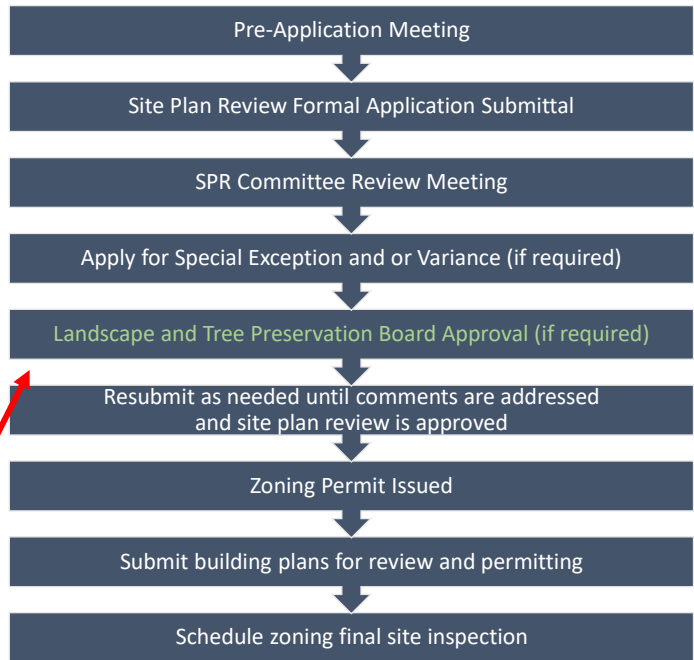 Pre-Application Meeting
Site Plan Review Formal Application Submittal
SPR Committee Review Meeting
Apply for Special Exception and or Variance (if required)
Landscape and Tree Preservation Board Approval (if required)
Resubmit as needed until comments are addressed
and site plan review is approved
Zoning Permit Issued
Submit building plans for review and permitting
Schedule zoning final site inspection